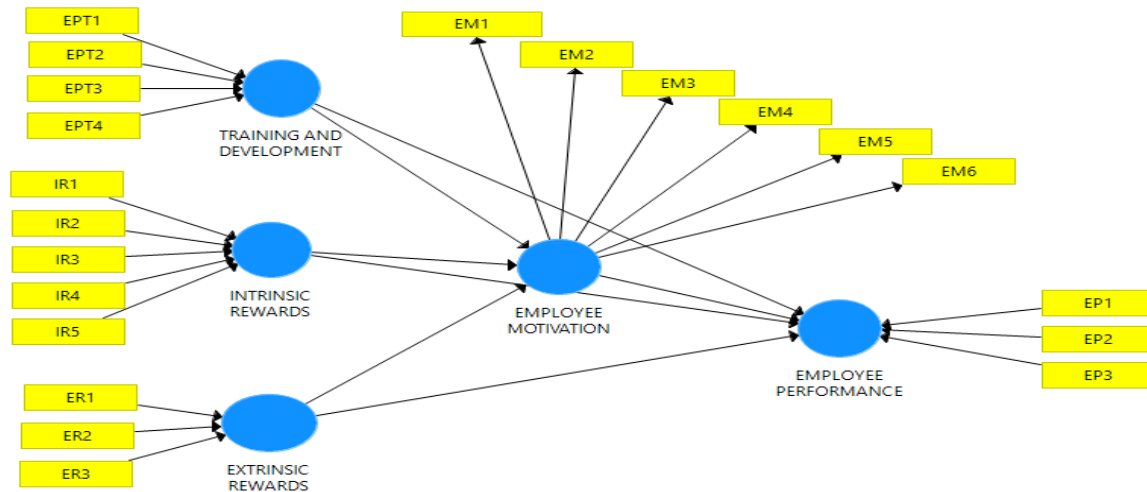 EPT1
EPT2
EPT3
EPT4
TRAINING AND
DEVELOPMENT
IR1
IR2
IR3
IR4
IR5
INTRINSIC
REWARDS
ER1
ER2
ER3
EXTRINSIC
REWARDS
EM1
EM2
EM3
EM4
EM5
EM6
EMPLOYEE
MOTIVATION
EP1
EP2
EP3
EMPLOYEE
PERFORMANCE